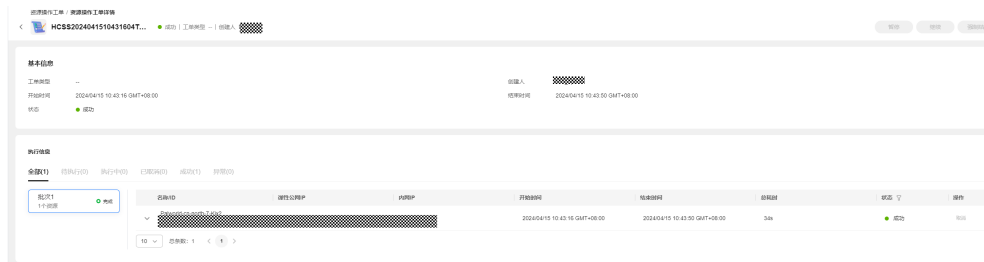 资源操作工单 / 资源操作工单详情
HCSS2024041510431604T... 成功 | 工单类型 -- | 创建人
基本信息
工单类型 -- 创建人
开始时间 2024/04/15 10:43:16 GMT+08:00 结束时间 2024/04/15 10:43:50 GMT+08:00
状态 成功
执行信息
全部(1) 待执行(0) 执行中(0) 已取消(0) 成功(1) 异常(0)
批次1 完成
1个资源
名称/ID 弹性公网IP 内网IP 开始时间 结束时间 总耗时 状态 操作
2024/04/15 10:43:16 GMT+08:00 2024/04/15 10:43:50 GMT+08:00 34s 成功
10 总条数: 1 < 1 >